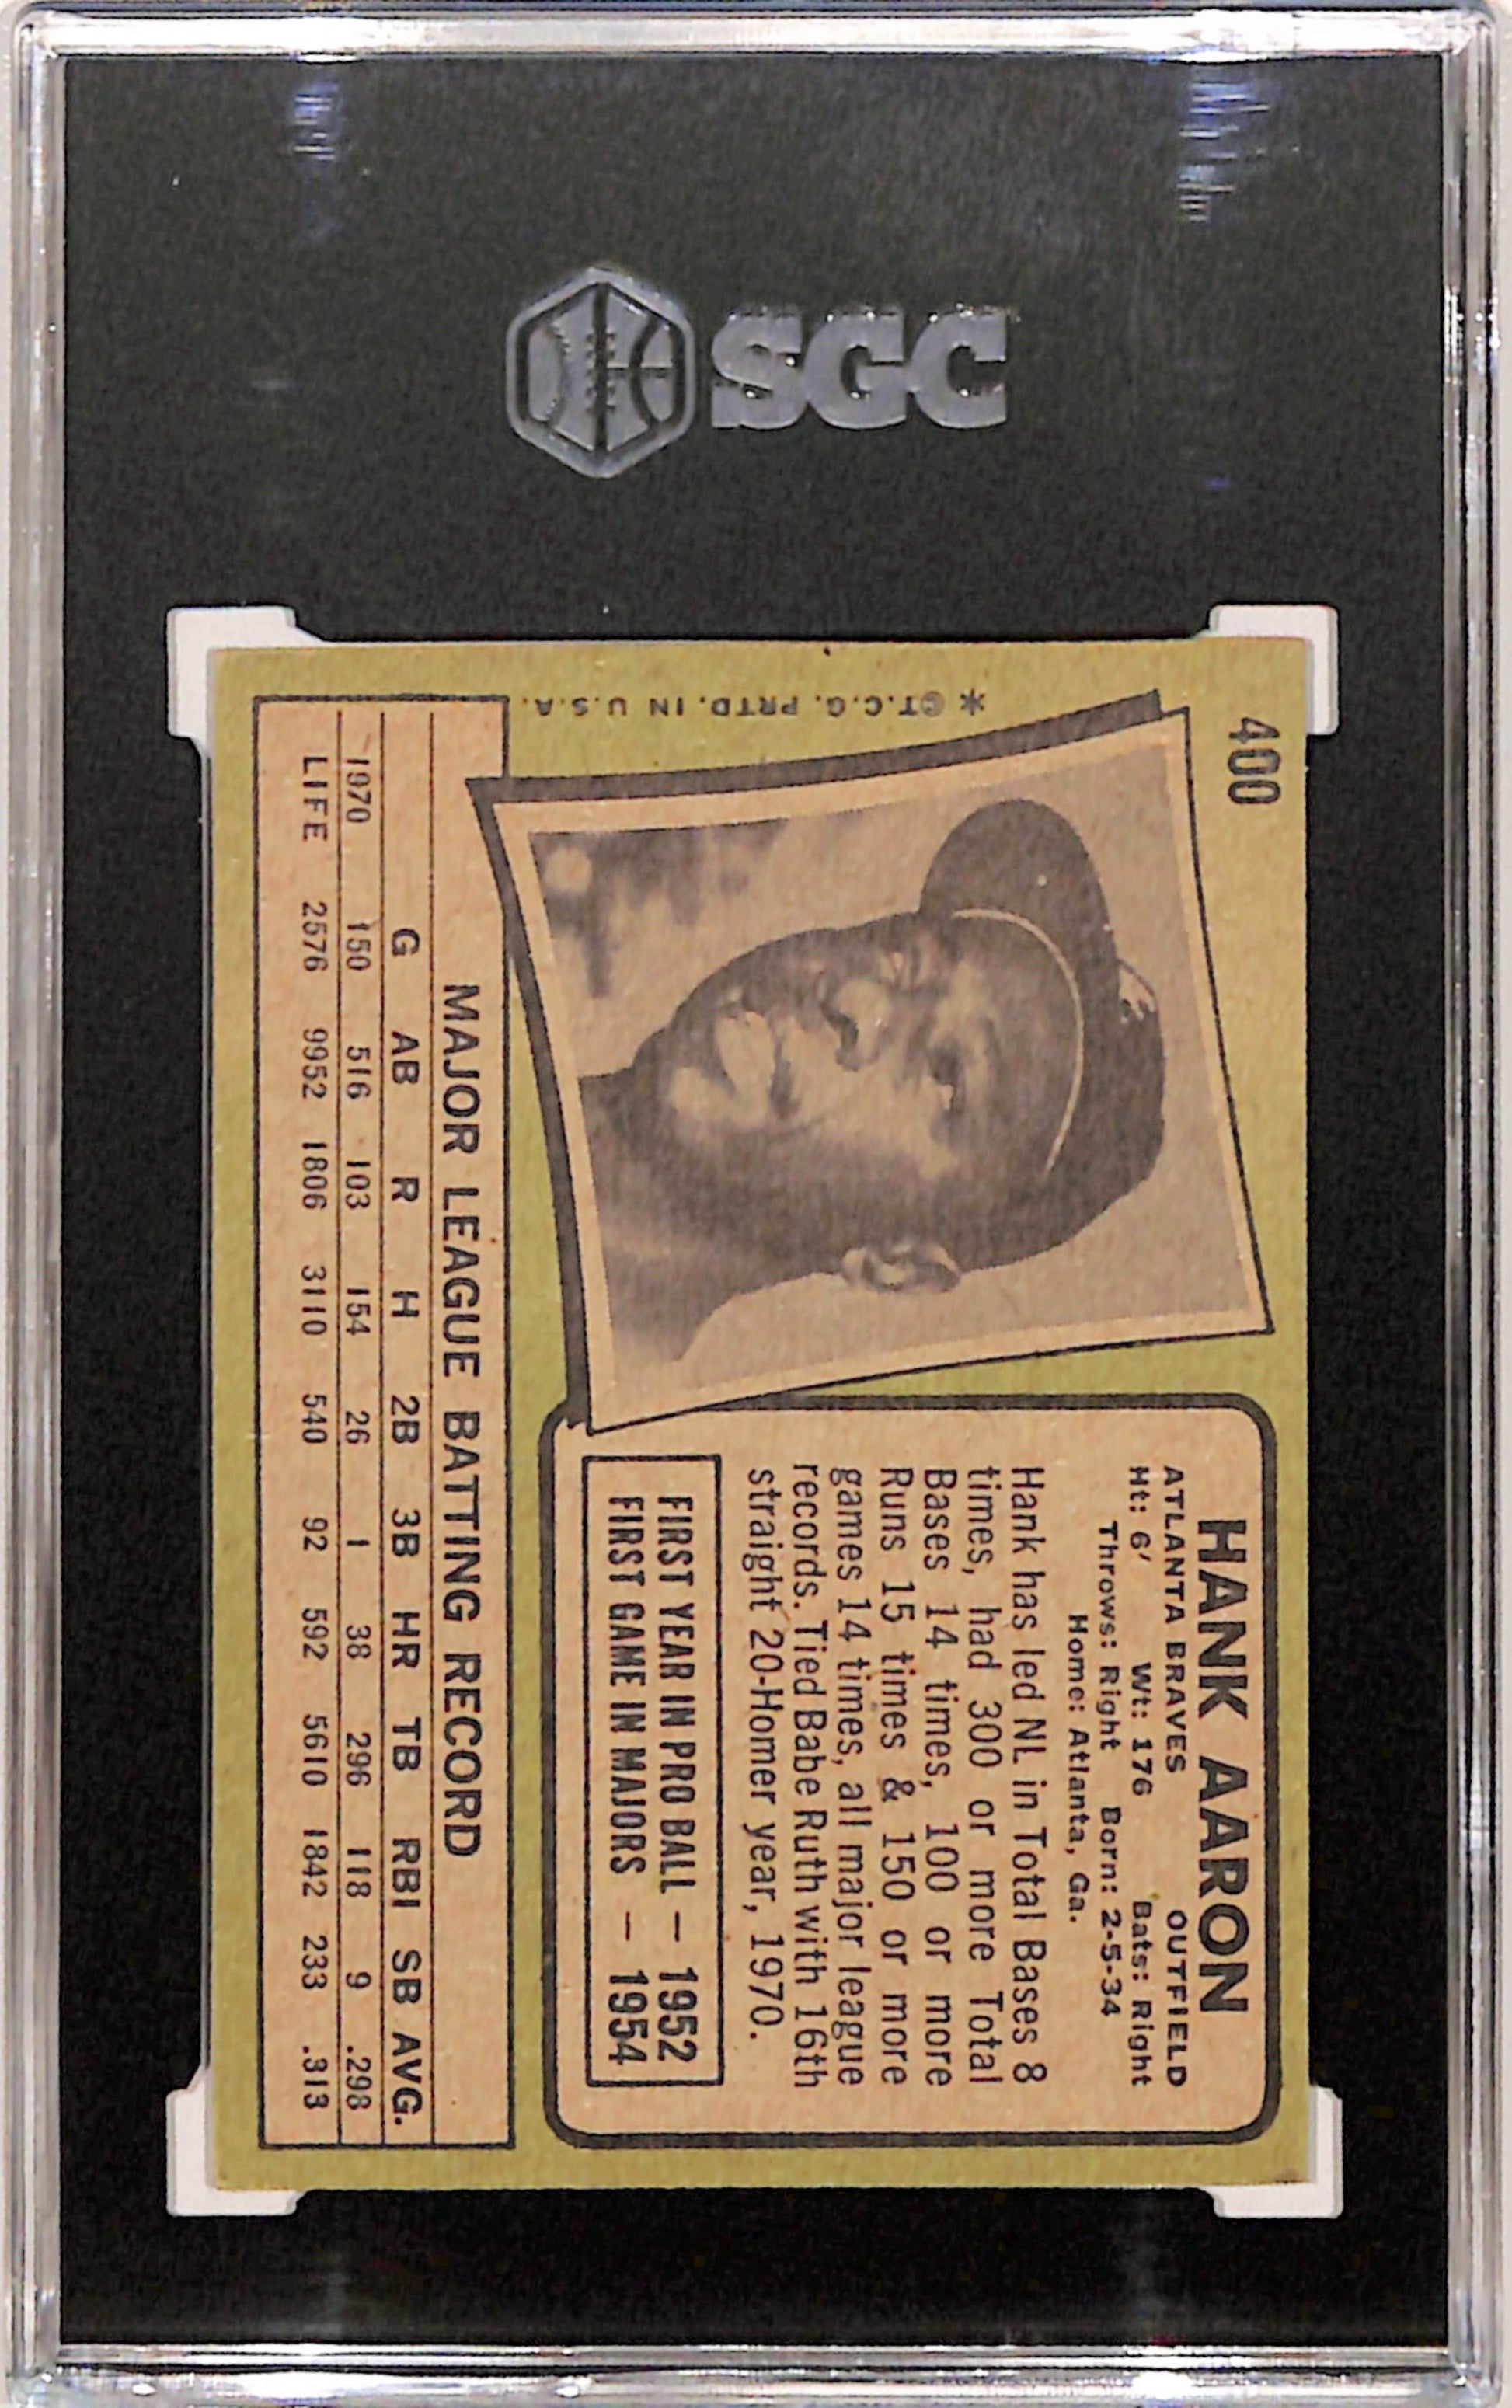 SGC
400
HANK AARON
ATLANTA BRAVES OUTFIELD
Ht: 6' Wt: 176 Bats: Right
Throws: Right Born: 2-5-34
Home: Atlanta, Ga.
Hank has led NL in Total Bases 8
times, had 300 or more Total
Bases 14 times, 100 or more
Runs 15 times & 150 or more
games 14 times, all major league
records. Tied Babe Ruth with 16th
straight 20-Homer year, 1970.
FIRST YEAR IN PRO BALL — 1952
FIRST GAME IN MAJORS — 1954
* ©T.C.G. PRTD. IN U.S.A.
MAJOR LEAGUE BATTING RECORD
G AB R H 2B 3B HR TB RBI SB AVG.
1970 150 516 103 154 26 1 38 296 118 9 .298
LIFE 2576 9952 1806 3110 540 92 592 5610 1842 233 .313